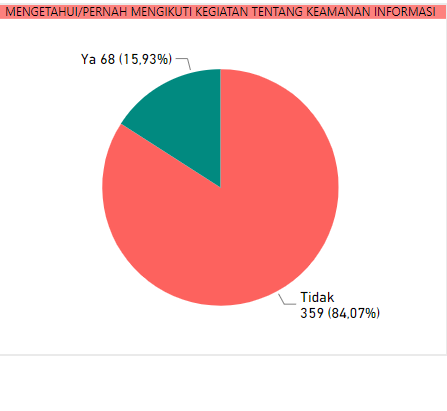 MENGETAHUI/PERNAH MENGIKUTI KEGIATAN TENTANG KEAMANAN INFORMASI
Ya 68 (15,93%)
Tidak
359 (84,07%)